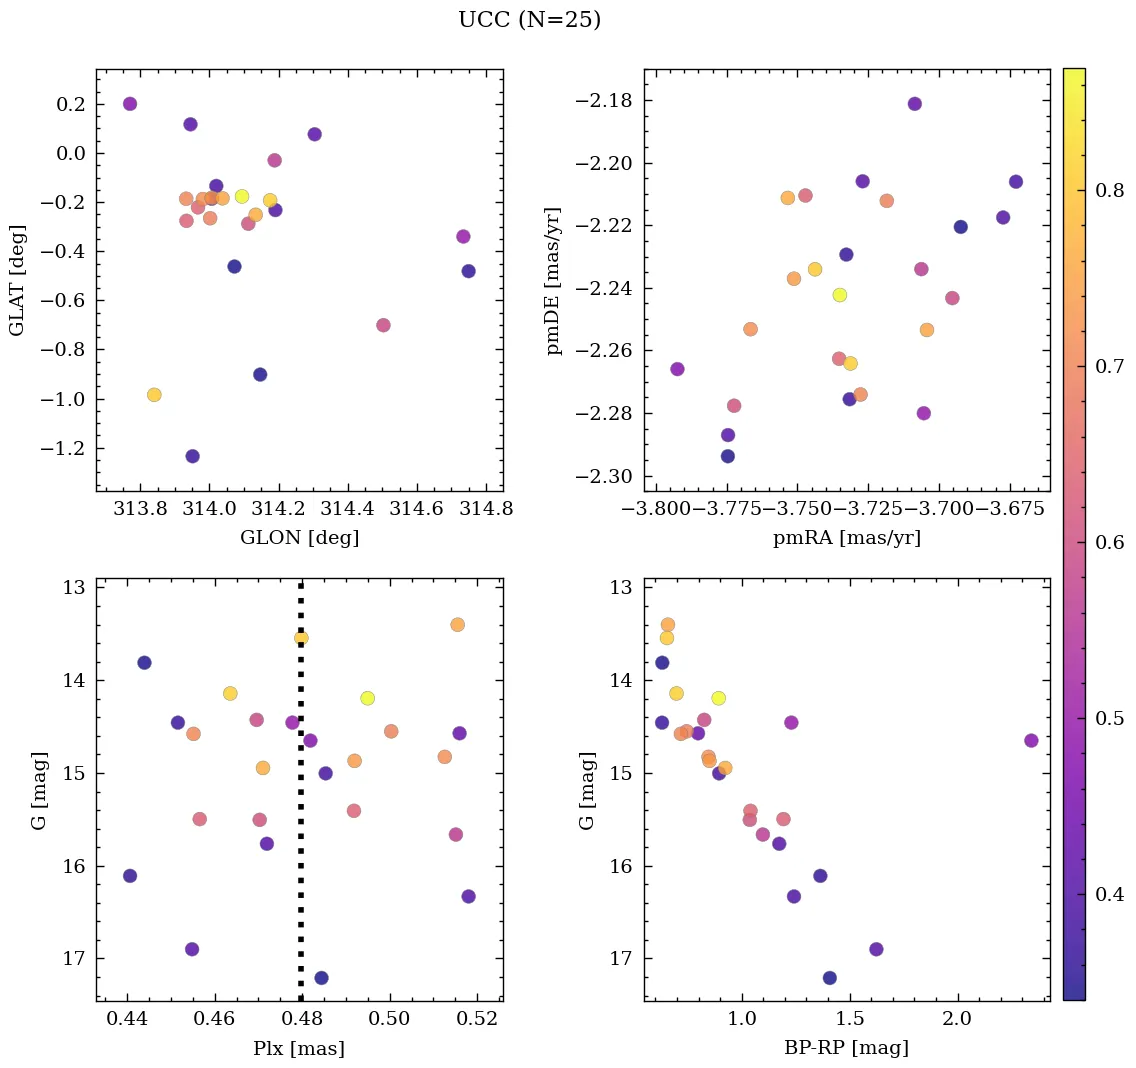 UCC (N=25)
0.2
0.0
−0.2
−0.4
−0.6
−0.8
−1.0
−1.2
GLAT [deg]
313.8 314.0 314.2 314.4 314.6 314.8
GLON [deg]
−2.18
−2.20
−2.22
−2.24
−2.26
−2.28
−2.30
pmDE [mas/yr]
−3.800 −3.775 −3.750 −3.725 −3.700 −3.675
pmRA [mas/yr]
13
14
15
16
17
G [mag]
0.44 0.46 0.48 0.50 0.52
Plx [mas]
13
14
15
16
17
G [mag]
1.0 1.5 2.0
BP-RP [mag]
0.8
0.7
0.6
0.5
0.4